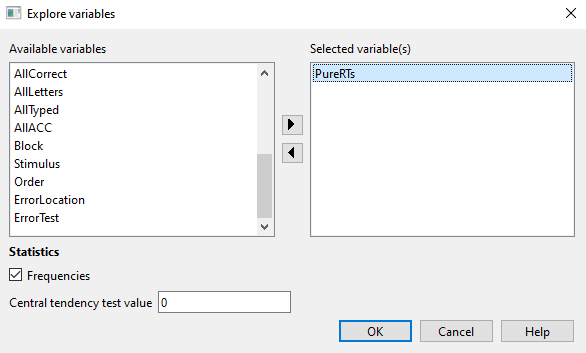 Explore variables
Available variables
AllCorrect
AllLetters
AllTyped
AllACC
Block
Stimulus
Order
ErrorLocation
ErrorTest
Selected variable(s)
PureRTs
Statistics
Frequencies
Central tendency test value 0
OK Cancel Help